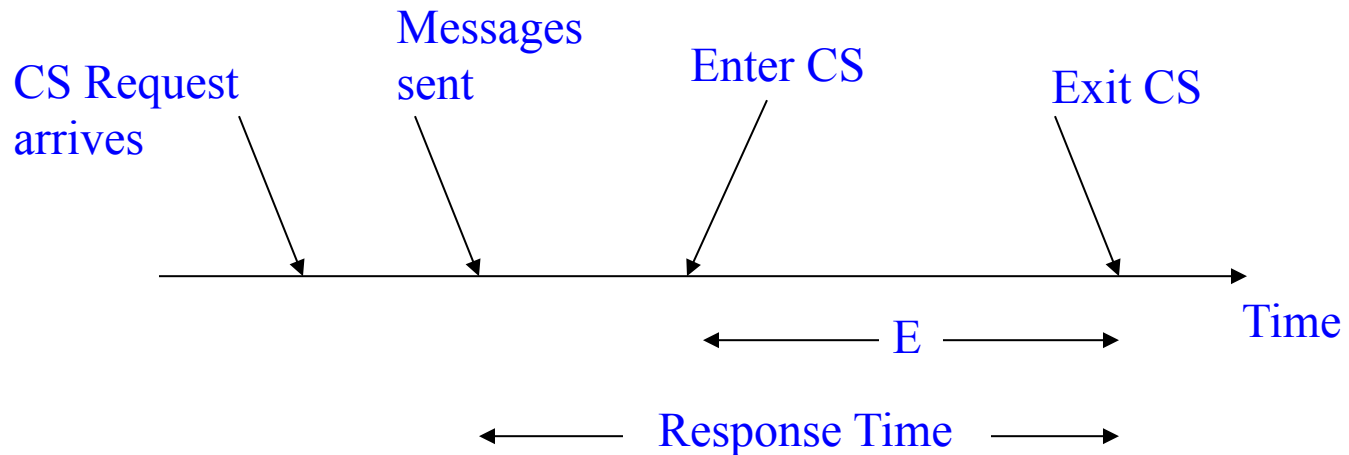 CS Request
arrives
Messages
sent
Enter CS
Exit CS
Time
E
Response Time